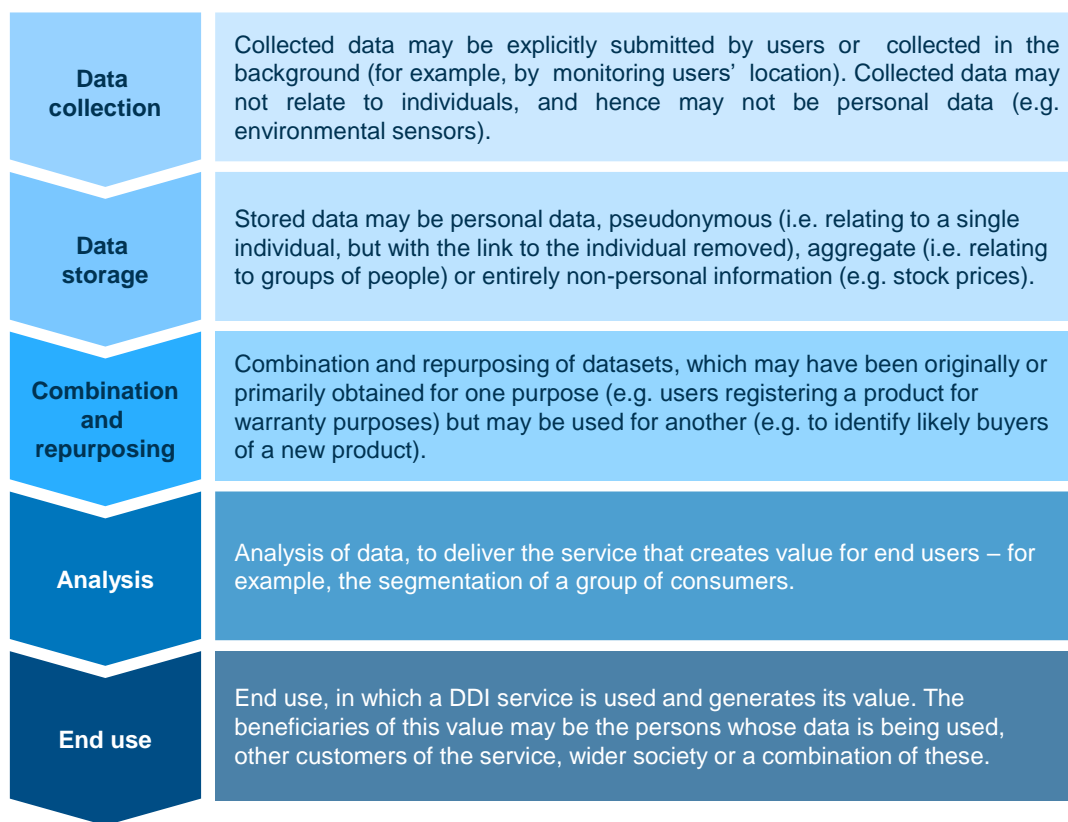 Data
collection
Collected data may be explicitly submitted by users or collected in the
background (for example, by monitoring users' location). Collected data may
not relate to individuals, and hence may not be personal data (e.g.
environmental sensors).
Data
storage
Stored data may be personal data, pseudonymous (i.e. relating to a single
individual, but with the link to the individual removed), aggregate (i.e. relating
to groups of people) or entirely non-personal information (e.g. stock prices).
Combination
and
repurposing
Combination and repurposing of datasets, which may have been originally or
primarily obtained for one purpose (e.g. users registering a product for
warranty purposes) but may be used for another (e.g. to identify likely buyers
of a new product).
Analysis
Analysis of data, to deliver the service that creates value for end users – for
example, the segmentation of a group of consumers.
End use
End use, in which a DDI service is used and generates its value. The
beneficiaries of this value may be the persons whose data is being used,
other customers of the service, wider society or a combination of these.